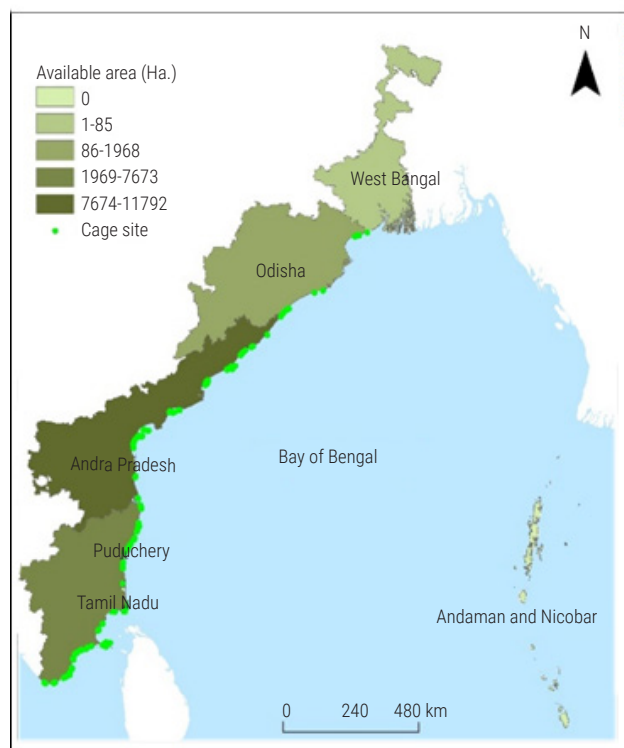 N
Available area (Ha.)
0
1-85
86-1968
1969-7673
7674-11792
Cage site
West Bangal
Odisha
Andra Pradesh
Bay of Bengal
Puduchery
Tamil Nadu
Andaman and Nicobar
0 240 480 km